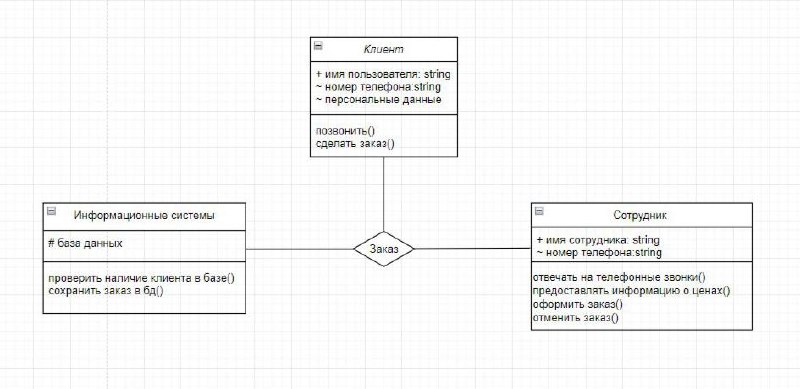 Клиент
+ имя пользователя: string
~ номер телефона:string
~ персональные данные
позвонить()
сделать заказ()
Информационные системы
# база данных
проверить наличие клиента в базе()
сохранить заказ в бд()
Заказ
Сотрудник
+ имя сотрудника: string
~ номер телефона:string
отвечать на телефонные звонки()
предоставлять информацию о ценах()
оформить заказ()
отменить заказ()